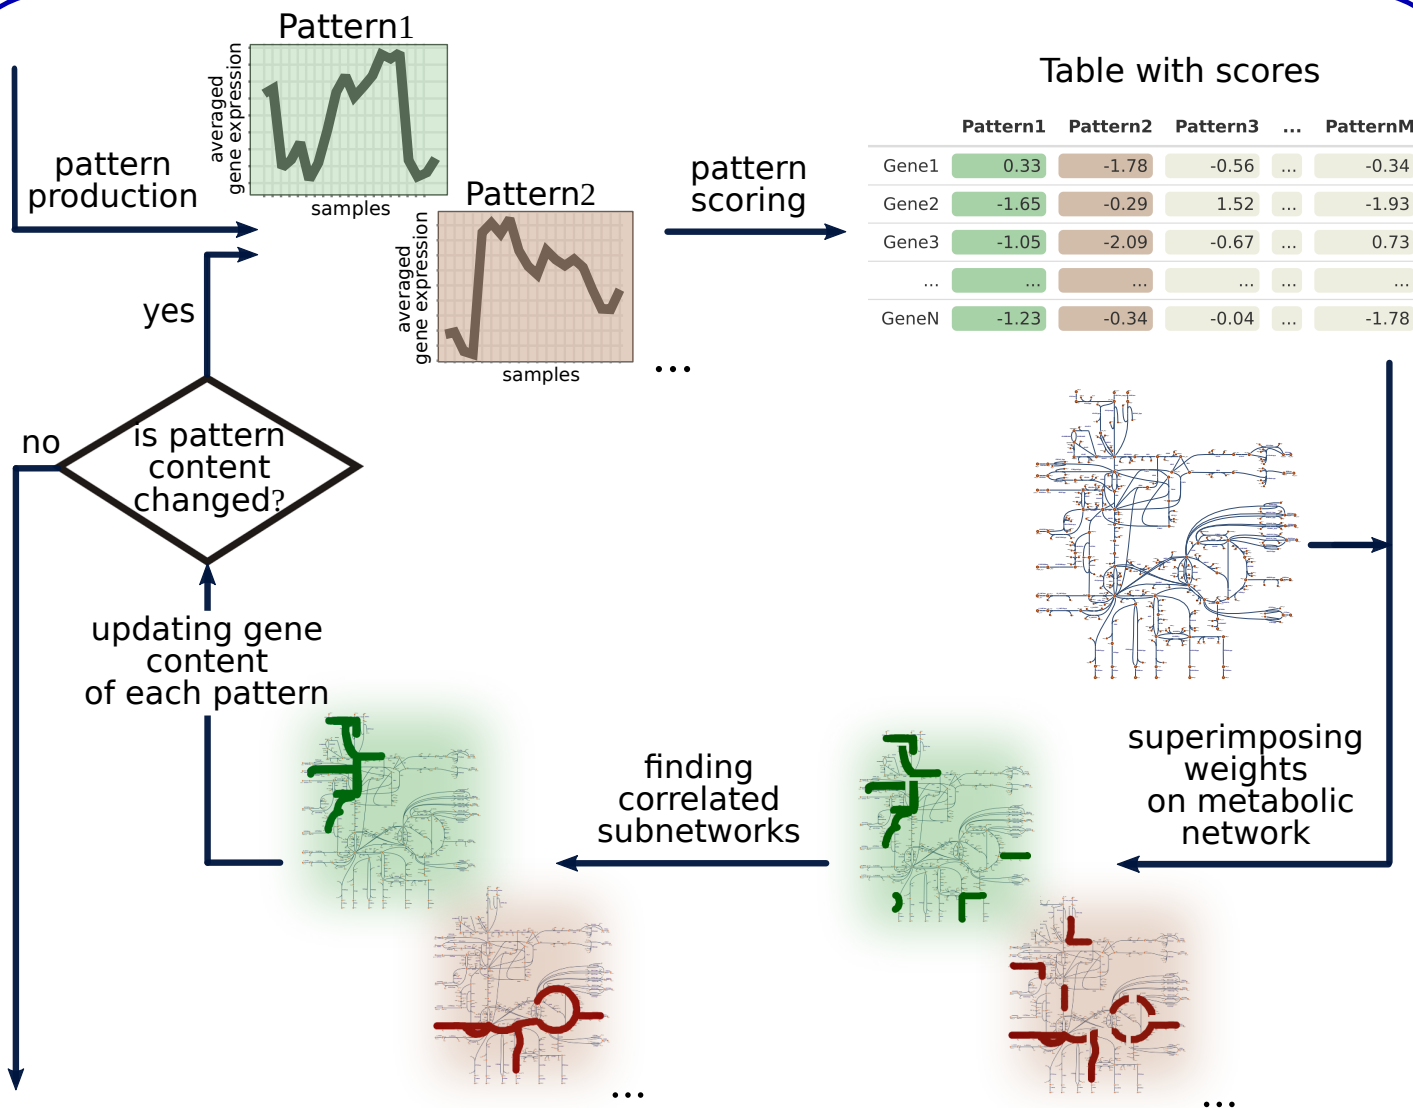 Pattern1
averaged
gene expression
samples
pattern
production
Pattern2
averaged
gene expression
samples
...
pattern
scoring
Table with scores
Pattern1 Pattern2 Pattern3 ... PatternM
Gene1 0.33 -1.78 -0.56 ... -0.34
Gene2 -1.65 -0.29 1.52 ... -1.93
Gene3 -1.05 -2.09 -0.67 ... 0.73
... ... ... ... ... ...
GeneN -1.23 -0.34 -0.04 ... -1.78
yes
no
is pattern
content
changed?
updating gene
content
of each pattern
finding
correlated
subnetworks
superimposing
weights
on metabolic
network
...
...